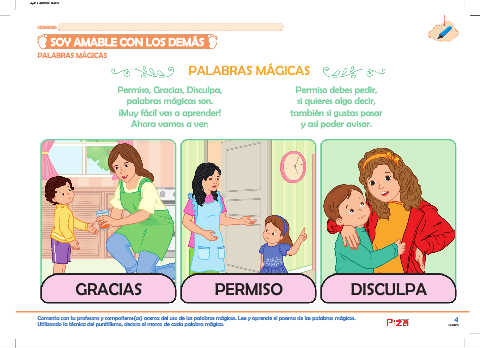 SOY AMABLE CON LOS DEMÁS
PALABRAS MÁGICAS
PALABRAS MÁGICAS
Permiso, Gracias, Disculpa,
palabras mágicas son.
¡Muy fácil vas a aprender!
Ahora vamos a ver:
Permiso debes pedir,
si quieres algo decir,
también si gustas pasar
y así poder avisar.
GRACIAS
PERMISO
DISCULPA
Comenta con tu profesora y compañeros(as) acerca del uso de las palabras mágicas. Lee y aprende el poema de las palabras mágicas.
Utilizando la técnica del puntillismo, decora el marco de cada palabra mágica.
4